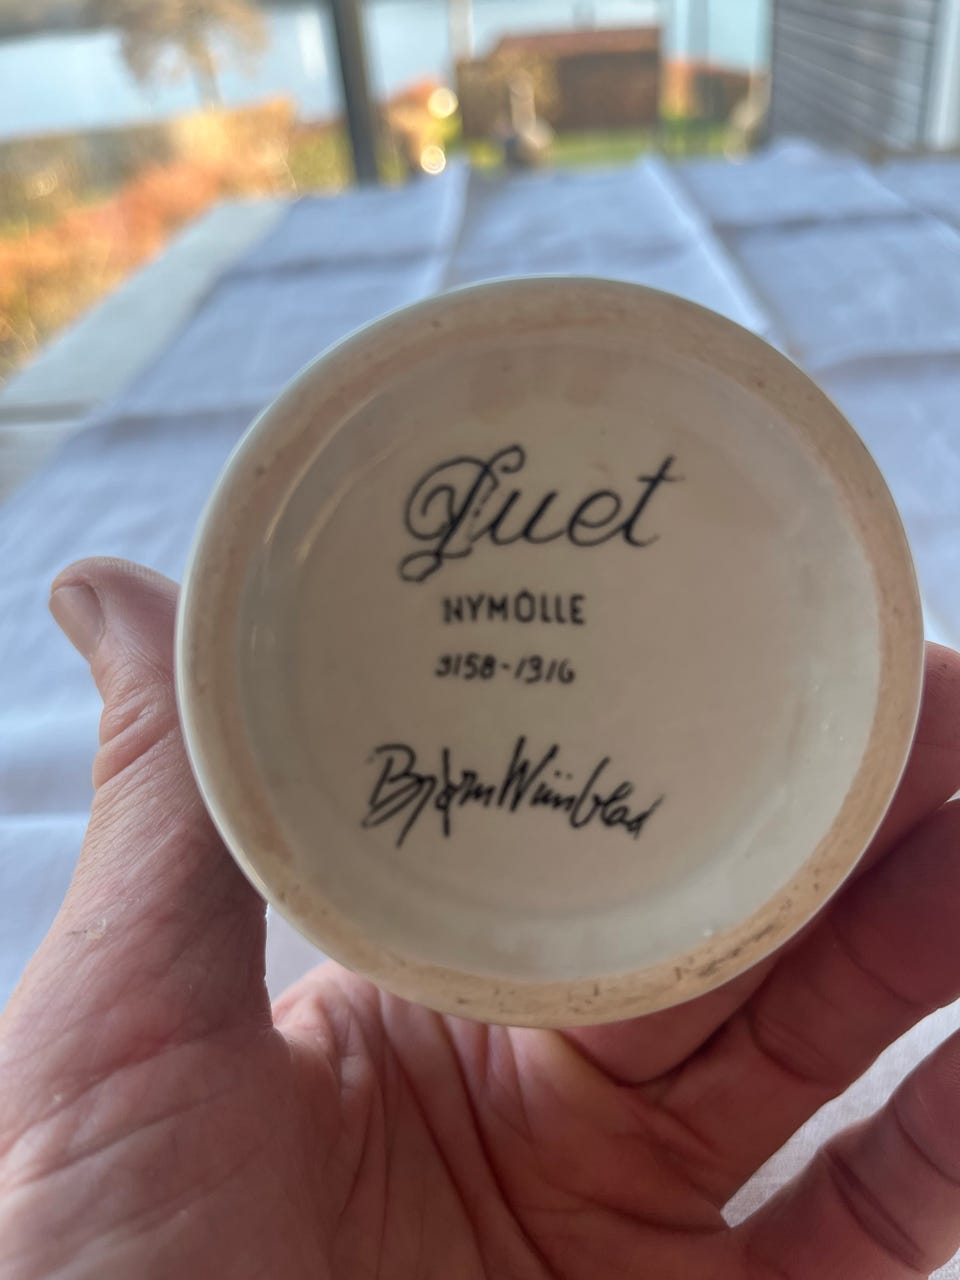 Duet
NYMÖLLE
3158-1316
Bjørn Wiinblad